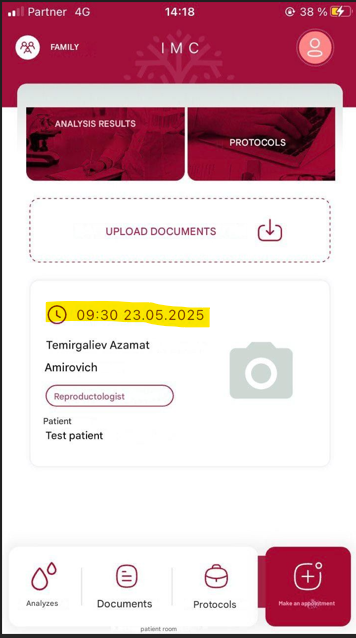 Partner 4G 14:18 38 %
FAMILY IMC
ANALYSIS RESULTS
PROTOCOLS
UPLOAD DOCUMENTS
09:30 23.05.2025
Temirgaliev Azamat
Amirovich
Reproductologist
Patient
Test patient
Analyzes Documents Protocols Make an appointment
patient room